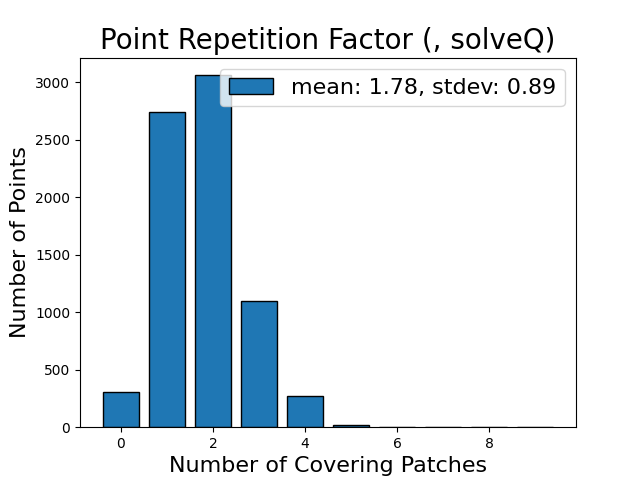 Point Repetition Factor (, solveQ)
mean: 1.78, stdev: 0.89
Number of Points
3000
2500
2000
1500
1000
500
0
0 2 4 6 8
Number of Covering Patches